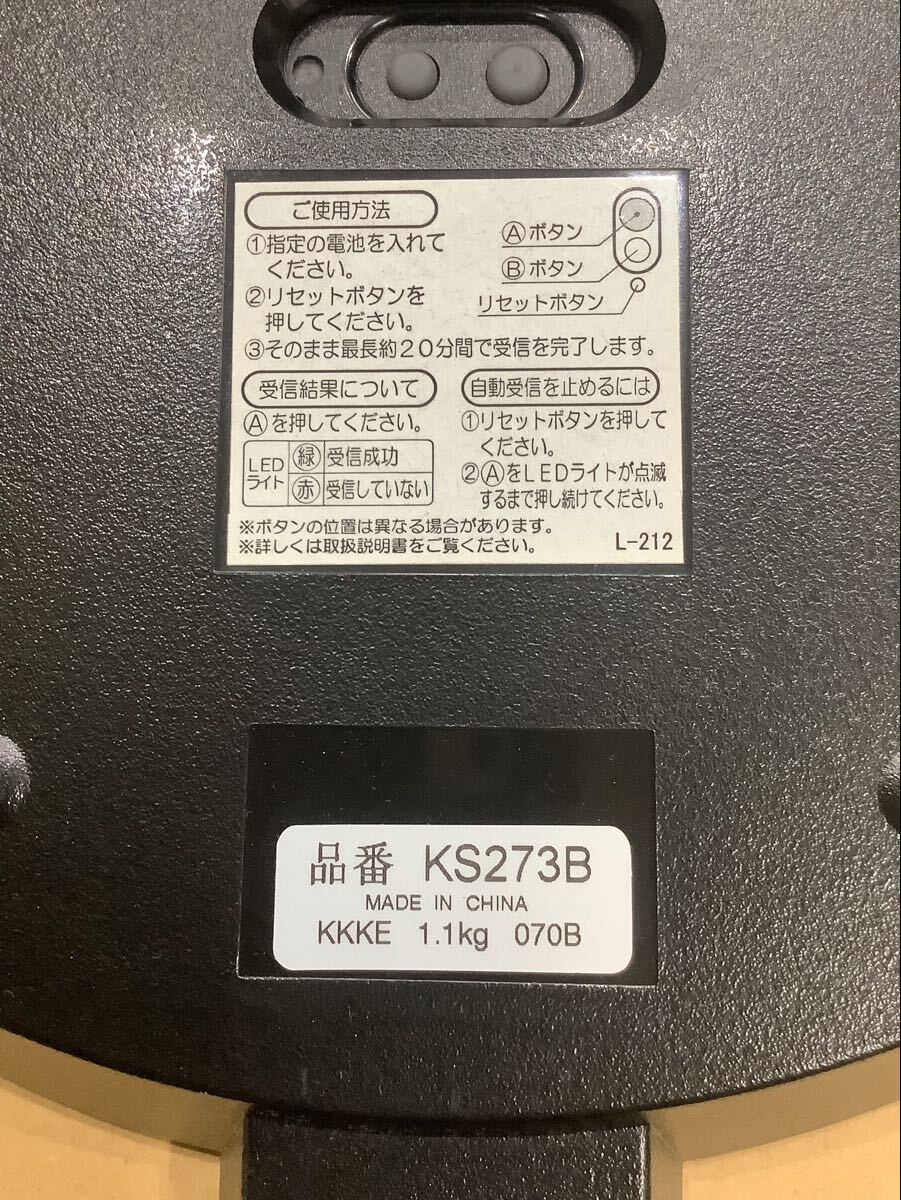 ご使用方法
①指定の電池を入れて
ください。
②リセットボタンを
押してください。
Ⓐボタン
Ⓑボタン
リセットボタン
③そのまま最長約20分間で受信を完了します。
受信結果について
Ⓐを押してください。
LED
ライト
緑 受信成功
赤 受信していない
自動受信を止めるには
①リセットボタンを押して
ください。
②ⒶをLEDライトが点滅
するまで押し続けてください。
※ボタンの位置は異なる場合があります。
※詳しくは取扱説明書をご覧ください。
L-212
品番 KS273B
MADE IN CHINA
KKKE 1.1kg 070B